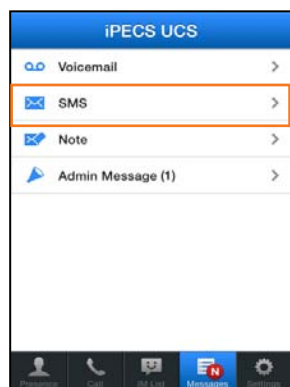 iPECS UCS
Voicemail
SMS
Note
Admin Message (1)
N
Presence Call IM List Messages Settings